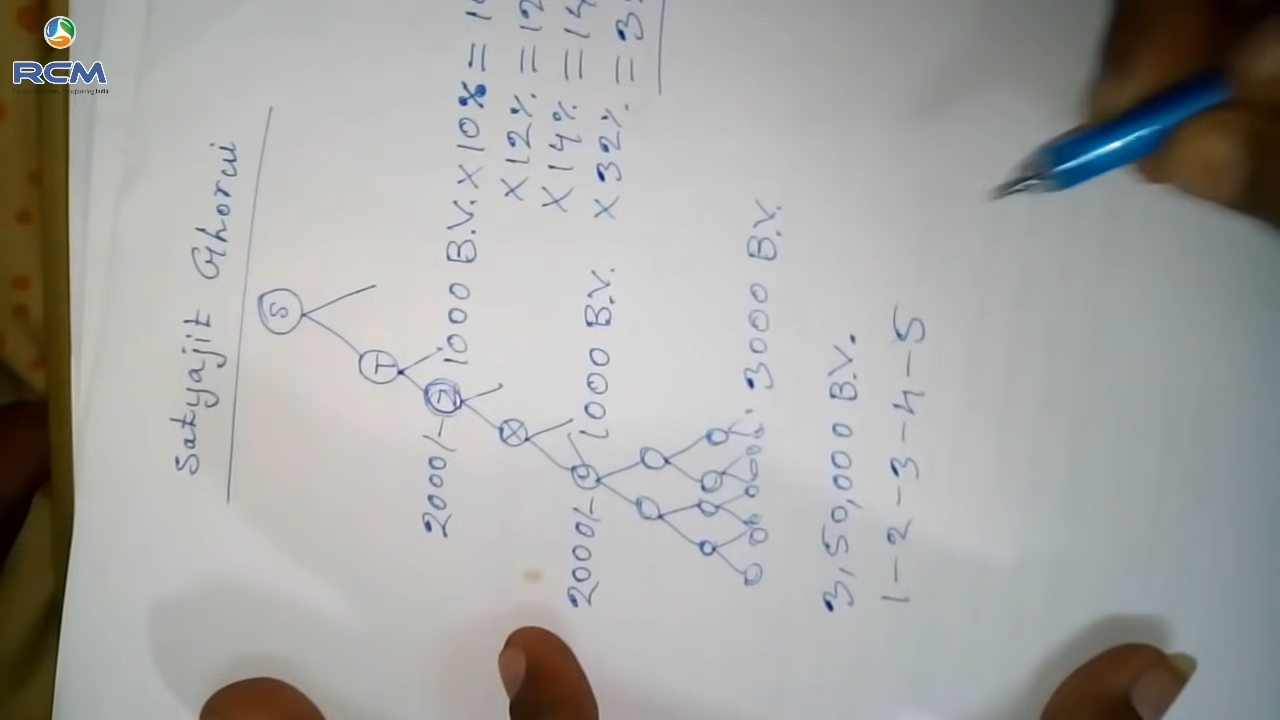 RCM
Satyajit Ghorui
S
T
2000/- 1000 B.V. × 10% = 10
× 12% = 12
× 14% = 14
X
2000/- 1000 B.V. × 32% = 3
3000 B.V.
3,50,000 B.V.
1-2-3-4-5